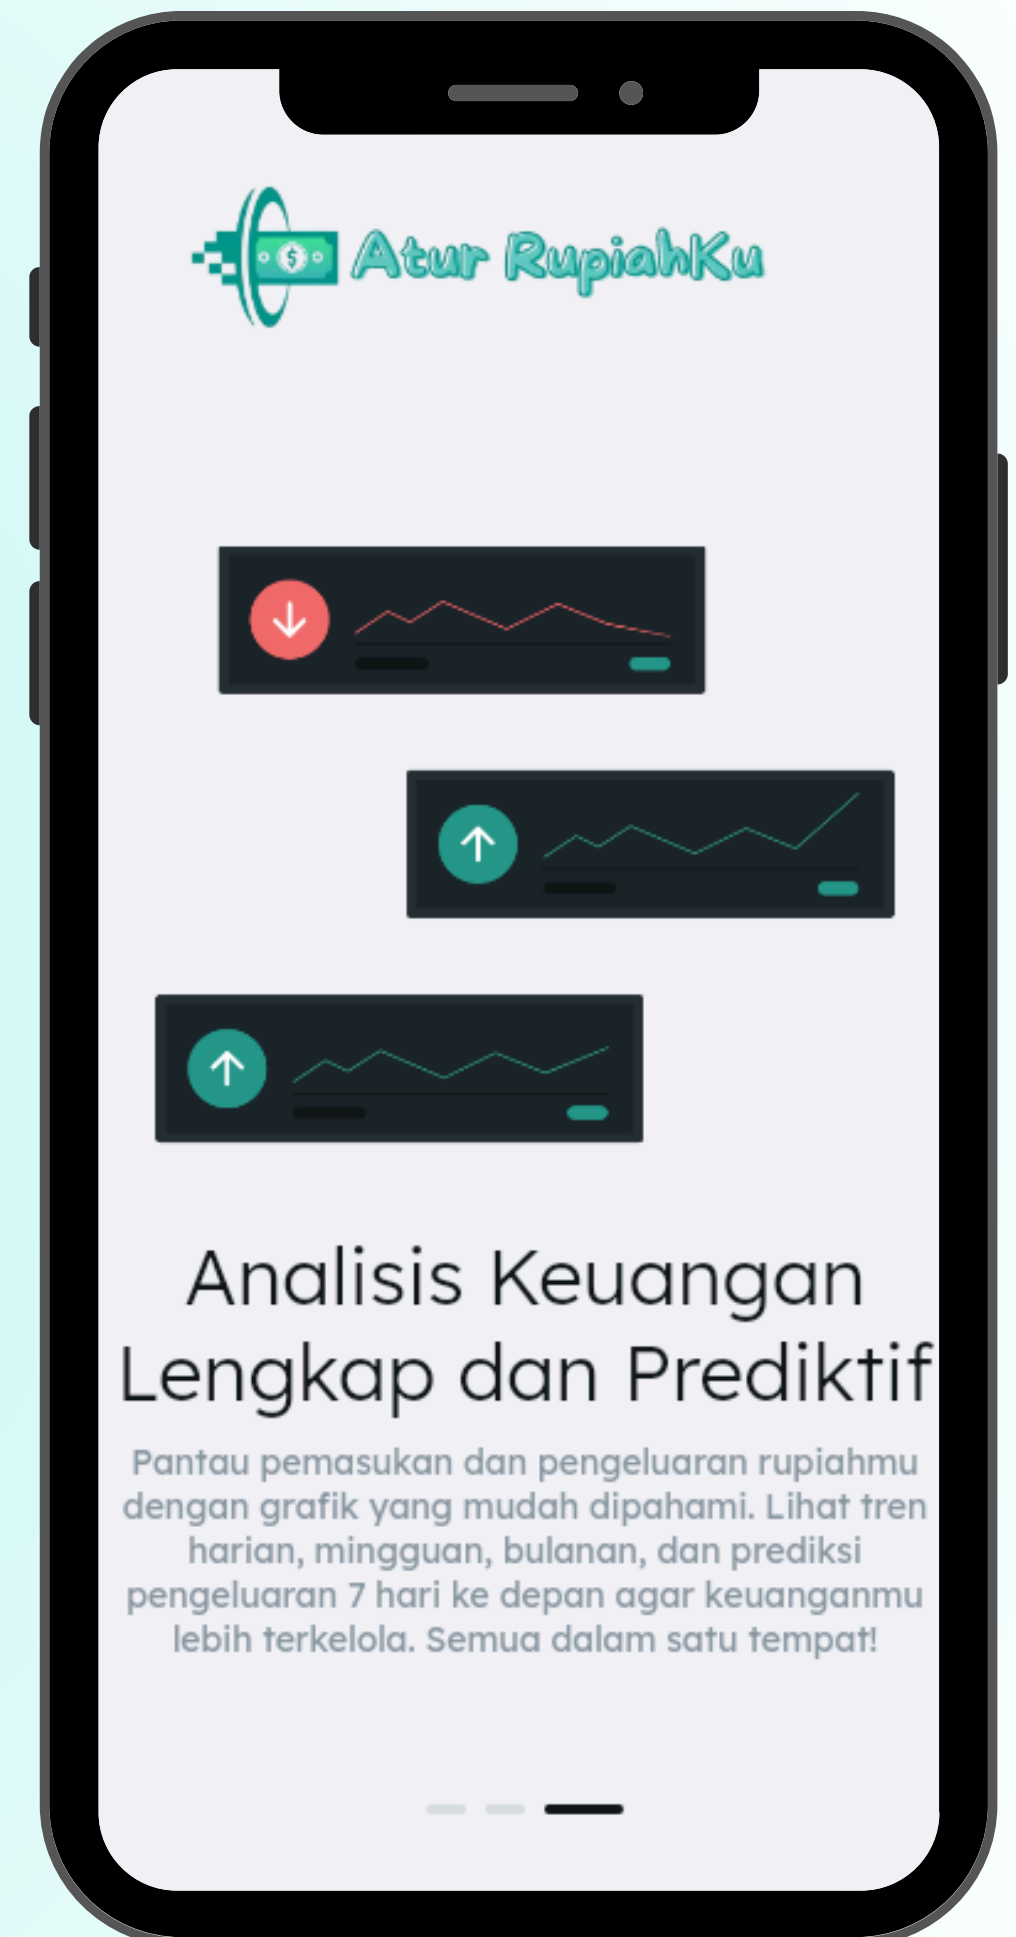 Atur RupiahKu
Analisis Keuangan
Lengkap dan Prediktif
Pantau pemasukan dan pengeluaran rupiahmu
dengan grafik yang mudah dipahami. Lihat tren
harian, mingguan, bulanan, dan prediksi
pengeluaran 7 hari ke depan agar keuanganmu
lebih terkelola. Semua dalam satu tempat!